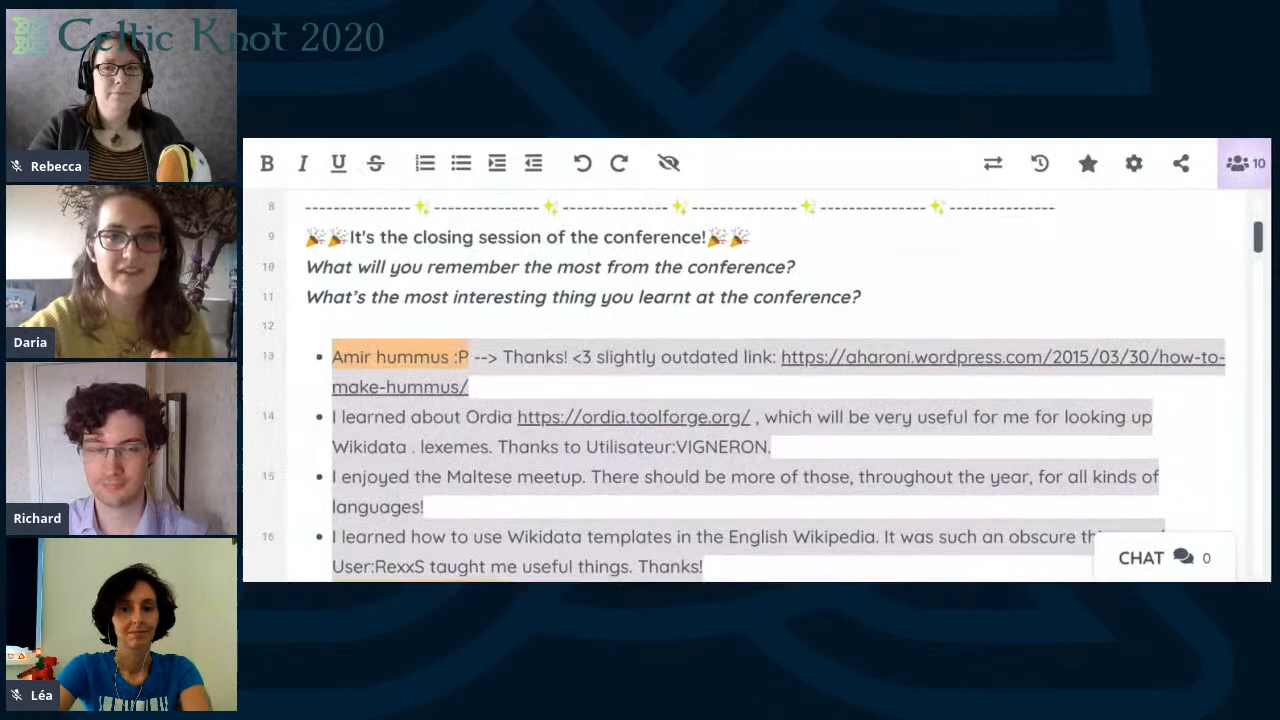 Celtic Knot 2020
Rebecca
Daria
Richard
Léa
B I U S
10
8 ---------------✨---------------✨---------------✨---------------✨---------------✨---------------
9 🎉🎉It's the closing session of the conference!🎉🎉
10 What will you remember the most from the conference?
11 What's the most interesting thing you learnt at the conference?
12
13 • Amir hummus :P --> Thanks! <3 slightly outdated link: https://aharoni.wordpress.com/2015/03/30/how-to-
make-hummus/
14 • I learned about Ordia https://ordia.toolforge.org/ , which will be very useful for me for looking up
Wikidata . lexemes. Thanks to Utilisateur:VIGNERON.
15 • I enjoyed the Maltese meetup. There should be more of those, throughout the year, for all kinds of
languages!
16 • I learned how to use Wikidata templates in the English Wikipedia. It was such an obscure
User:RexxS taught me useful things. Thanks!
CHAT 0